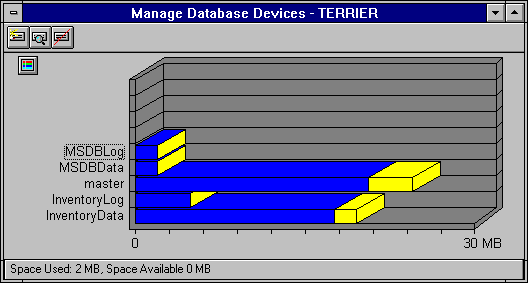 Manage Database Devices - TERRIER
MSDBLog
MSDBData
master
InventoryLog
InventoryData
0
30 MB
Space Used: 2 MB, Space Available 0 MB